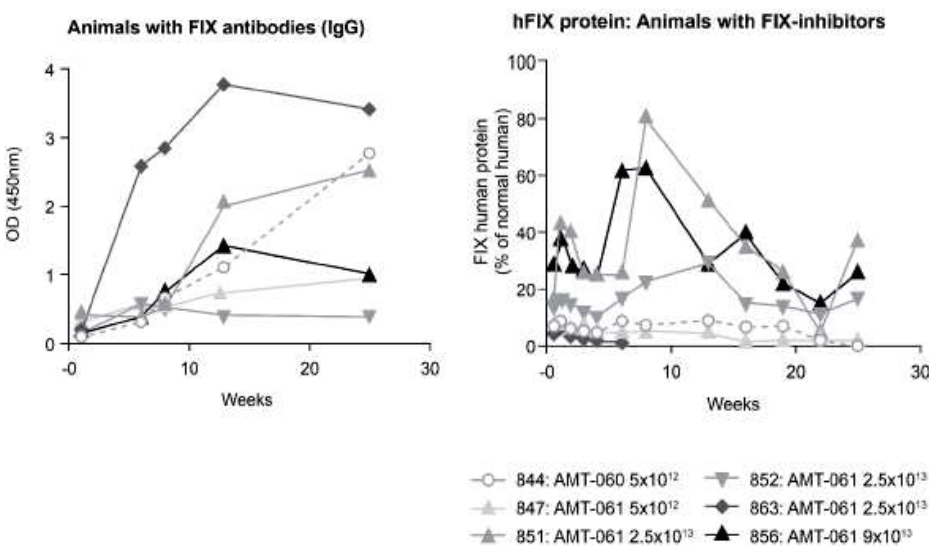 Animals with FIX antibodies (IgG)
4
3
2
1
0
OD (450nm)
-0
10
20
30
Weeks
hFIX protein: Animals with FIX-inhibitors
100
80
60
40
20
0
FIX human protein
(% of normal human)
-0
10
20
30
Weeks
844: AMT-060 5x10¹²
847: AMT-061 5x10¹²
851: AMT-061 2.5x10¹³
852: AMT-061 2.5x10¹³
863: AMT-061 2.5x10¹³
856: AMT-061 9x10¹³